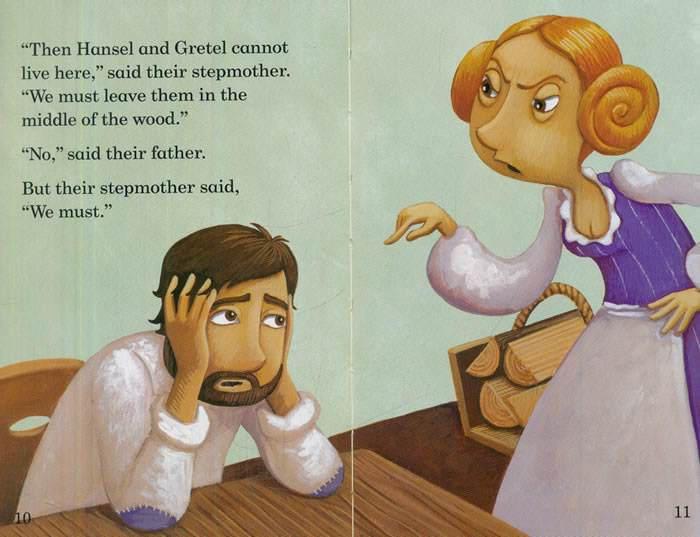 “Then Hansel and Gretel cannot
live here,” said their stepmother.
“We must leave them in the
middle of the wood.”
“No,” said their father.
But their stepmother said,
“We must.”
10
11